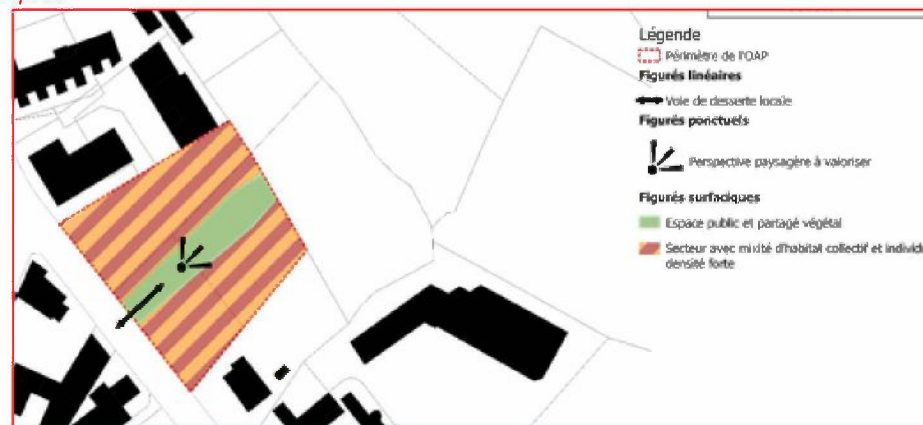 Légende
Périmètre de l'OAP
Figurés linéaires
Voie de desserte locale
Figurés ponctuels
Perspective paysagère à valoriser
Figurés surfaciques
Espace public et partagé végétal
Secteur avec mixité d'habitat collectif et individ
densité forte